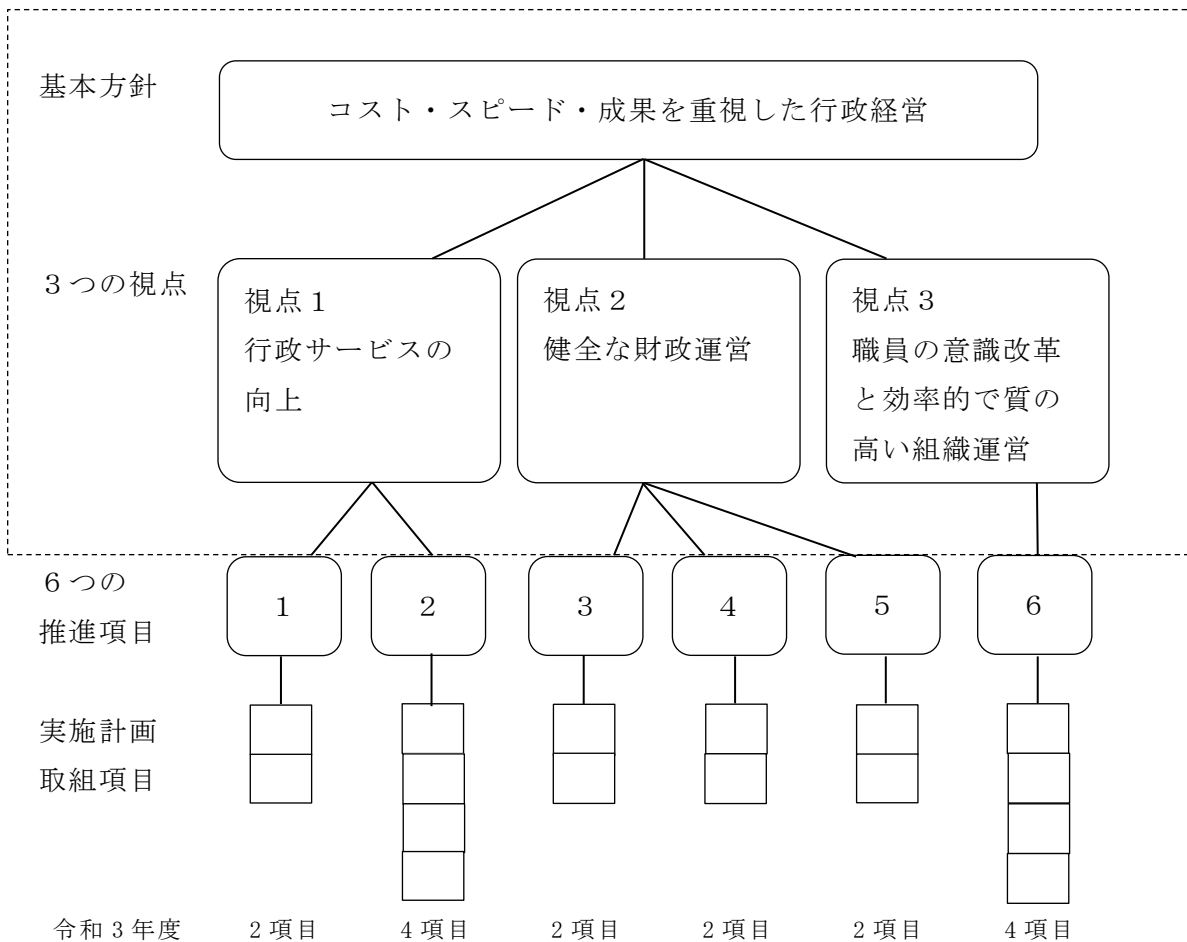 基本方針
コスト・スピード・成果を重視した行政経営
３つの視点
視点１
行政サービスの
向上
視点２
健全な財政運営
視点３
職員の意識改革
と効率的で質の
高い組織運営
６つの
推進項目
１
２
３
４
５
６
実施計画
取組項目
令和３年度
２項目
４項目
２項目
２項目
２項目
４項目